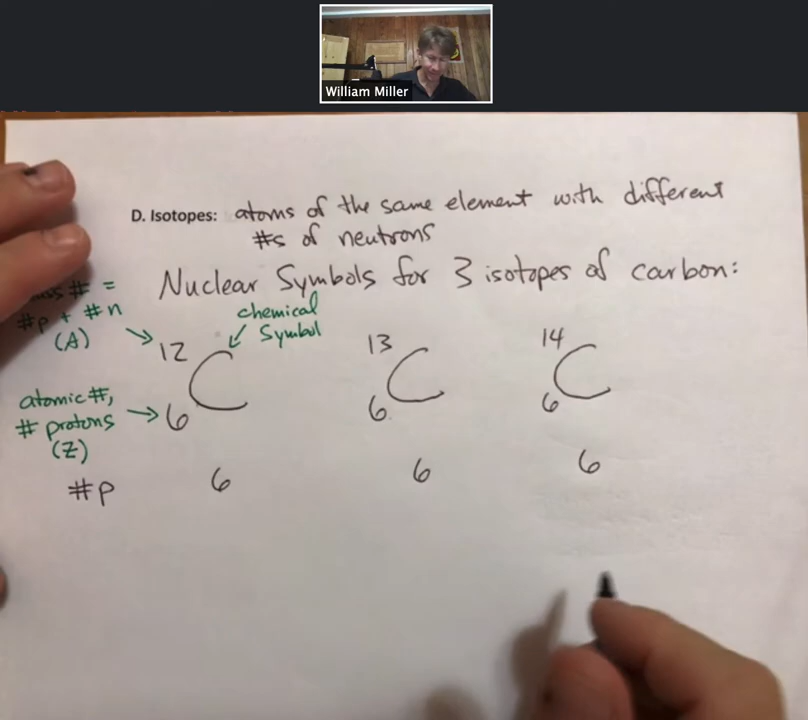 William Miller
D. Isotopes: atoms of the same element with different
#s of neutrons
Nuclear Symbols for 3 isotopes of carbon:
#=
#p + #n
(A)
chemical
Symbol
12 C
6
13 C
6
14 C
6
atomic #,
# protons
(Z)
#p 6 6 6